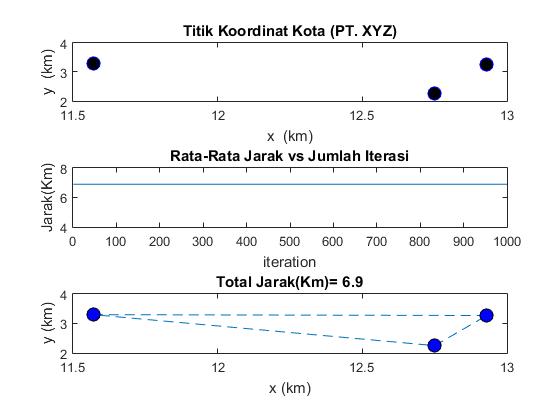 Titik Koordinat Kota (PT. XYZ)
4
3
2
y (km)
11.5 12 12.5 13
x (km)
Rata-Rata Jarak vs Jumlah Iterasi
8
6
4
Jarak(Km)
0 100 200 300 400 500 600 700 800 900 1000
iteration
Total Jarak(Km)= 6.9
4
3
2
y (km)
11.5 12 12.5 13
x (km)